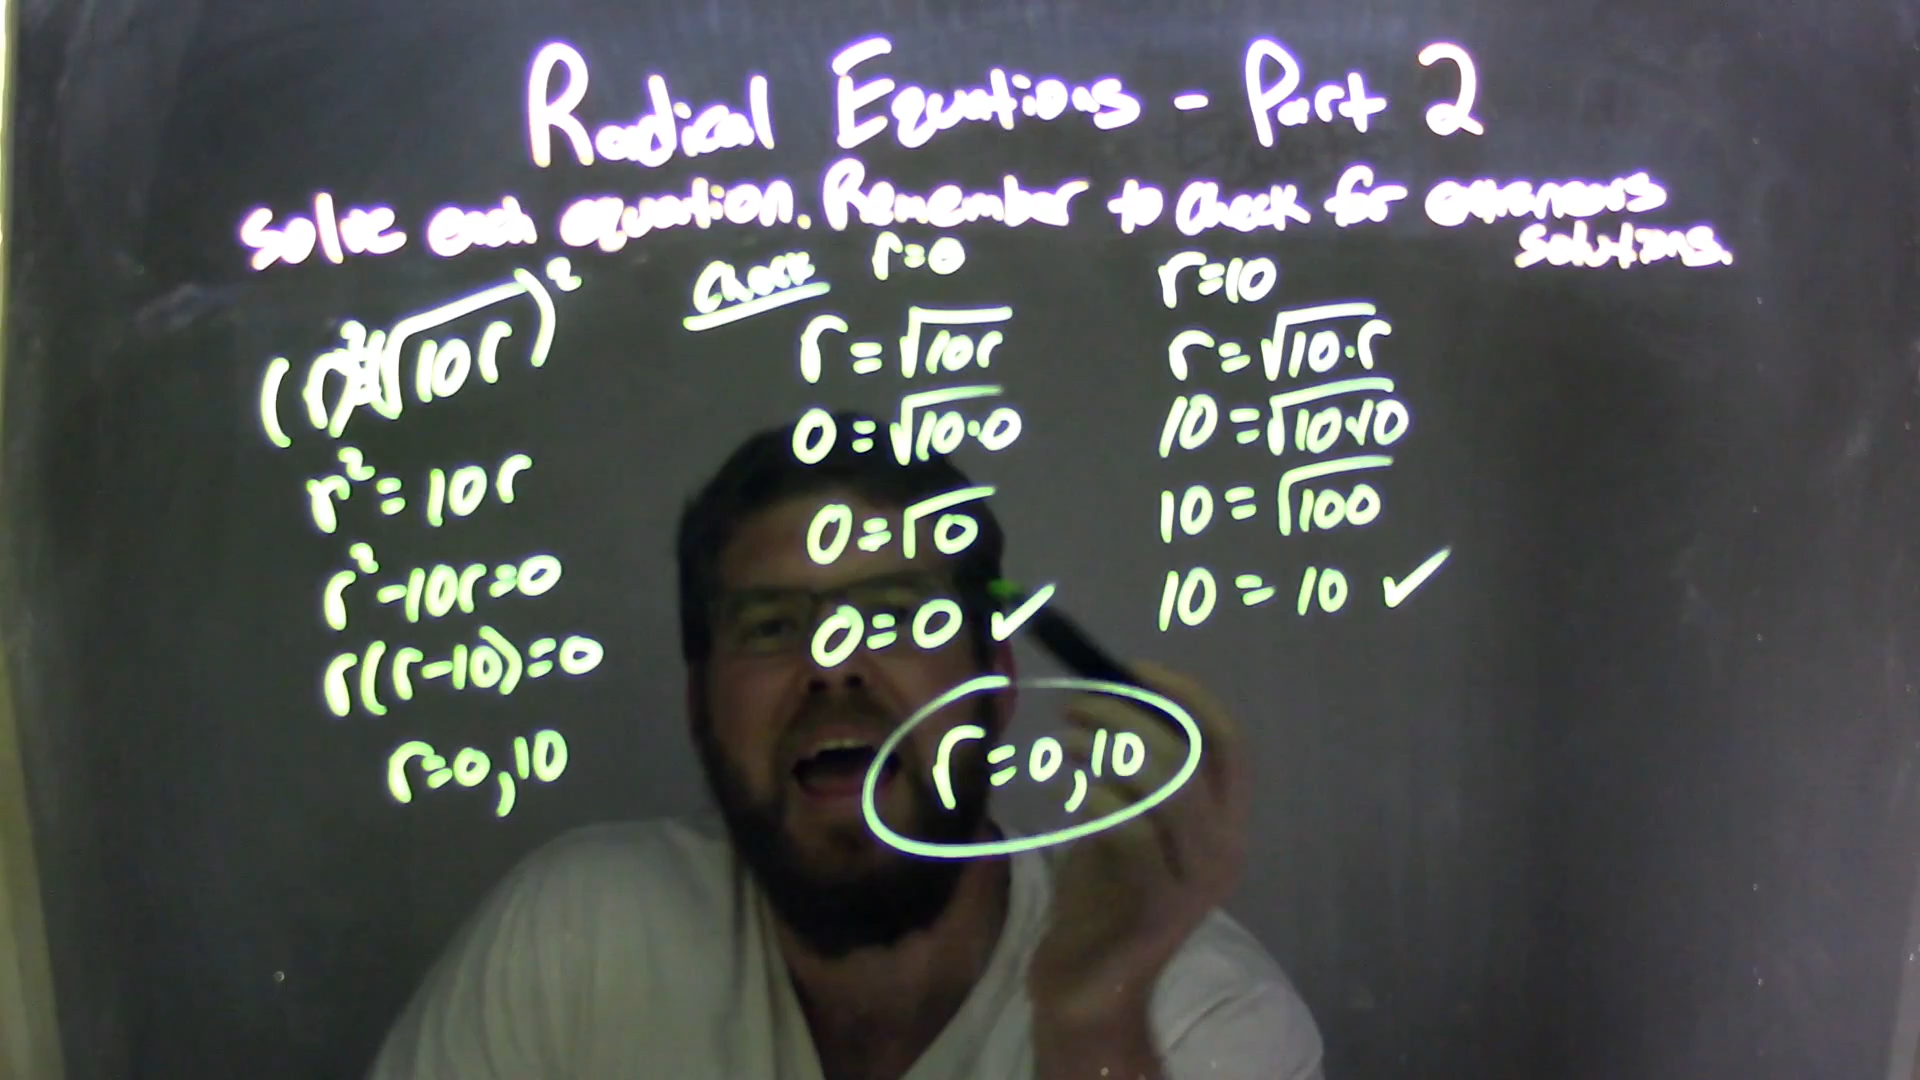 Radical Equations - Part 2
Solve each equation. Remember to check for extraneous
solutions.
(r)² = (√10r)²
r² = 10r
r² - 10r = 0
r(r-10) = 0
r = 0, 10
Check r = 0
r = √10r
0 = √10·0
0 = √0
0 = 0 ✓
r = 10
r = √10·r
10 = √10·10
10 = √100
10 = 10 ✓
r = 0, 10